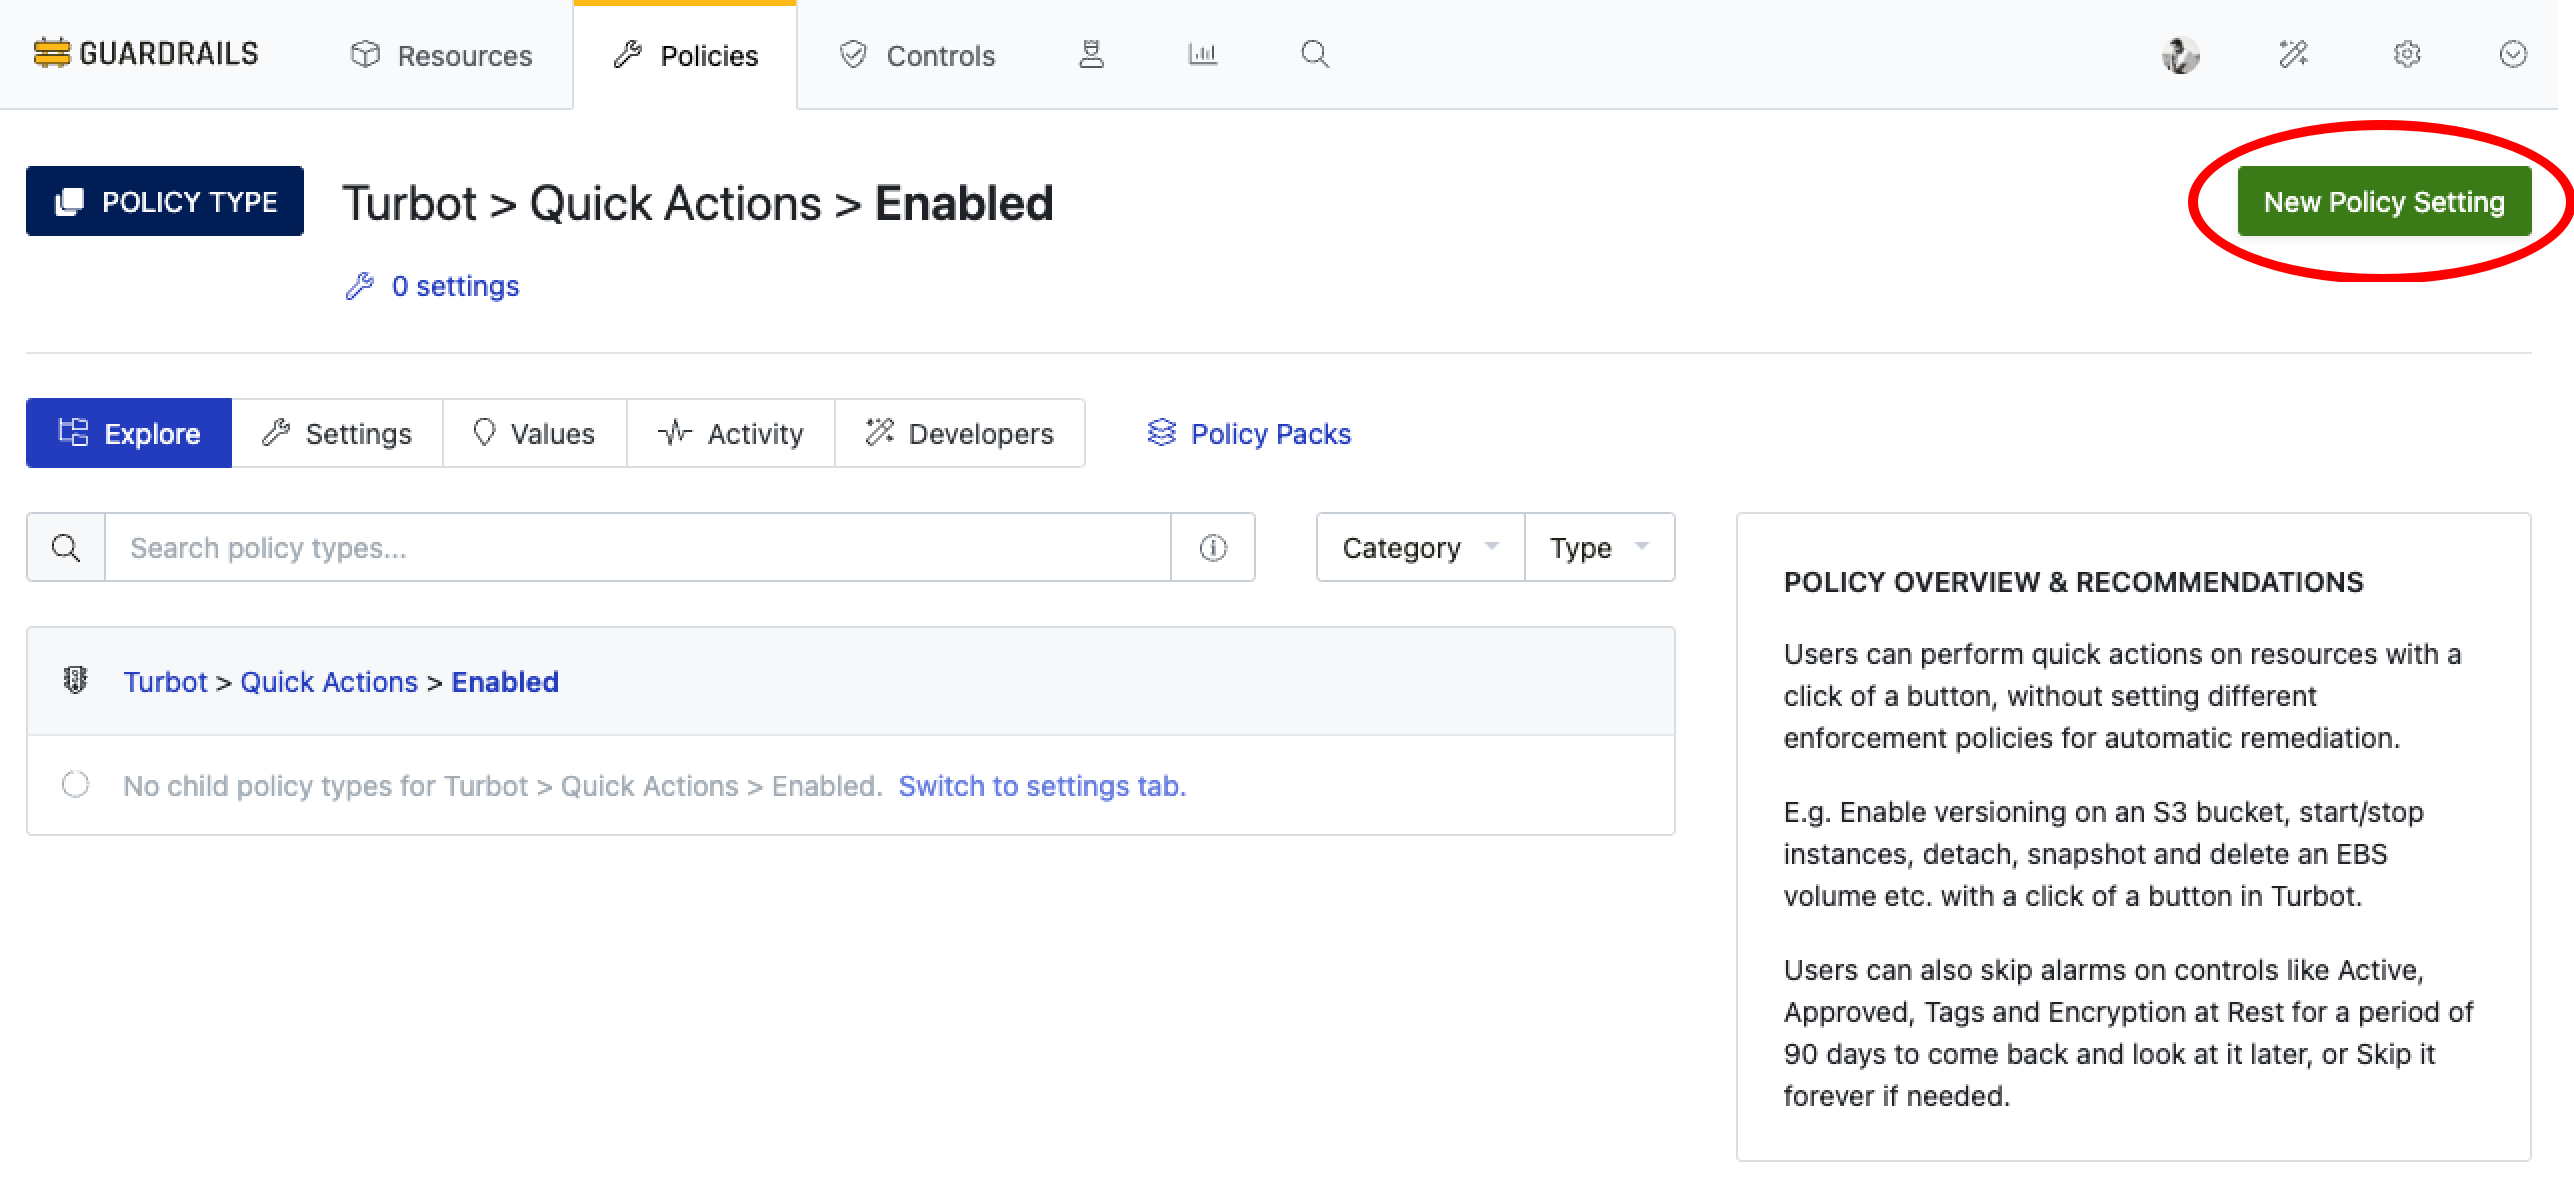 GUARDRAILS
Resources
Policies
Controls
POLICY TYPE
Turbot > Quick Actions > Enabled
New Policy Setting
0 settings
Explore
Settings
Values
Activity
Developers
Policy Packs
Search policy types...
Category
Type
Turbot > Quick Actions > Enabled
No child policy types for Turbot > Quick Actions > Enabled. Switch to settings tab.
POLICY OVERVIEW & RECOMMENDATIONS
Users can perform quick actions on resources with a
click of a button, without setting different
enforcement policies for automatic remediation.
E.g. Enable versioning on an S3 bucket, start/stop
instances, detach, snapshot and delete an EBS
volume etc. with a click of a button in Turbot.
Users can also skip alarms on controls like Active,
Approved, Tags and Encryption at Rest for a period of
90 days to come back and look at it later, or Skip it
forever if needed.